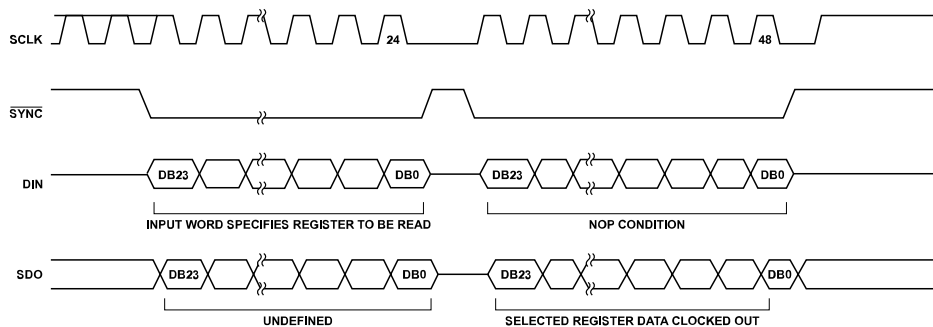 SCLK
24
48
SYNC
DIN
DB23
DB0
DB23
DB0
INPUT WORD SPECIFIES REGISTER TO BE READ
NOP CONDITION
SDO
DB23
DB0
DB23
DB0
UNDEFINED
SELECTED REGISTER DATA CLOCKED OUT